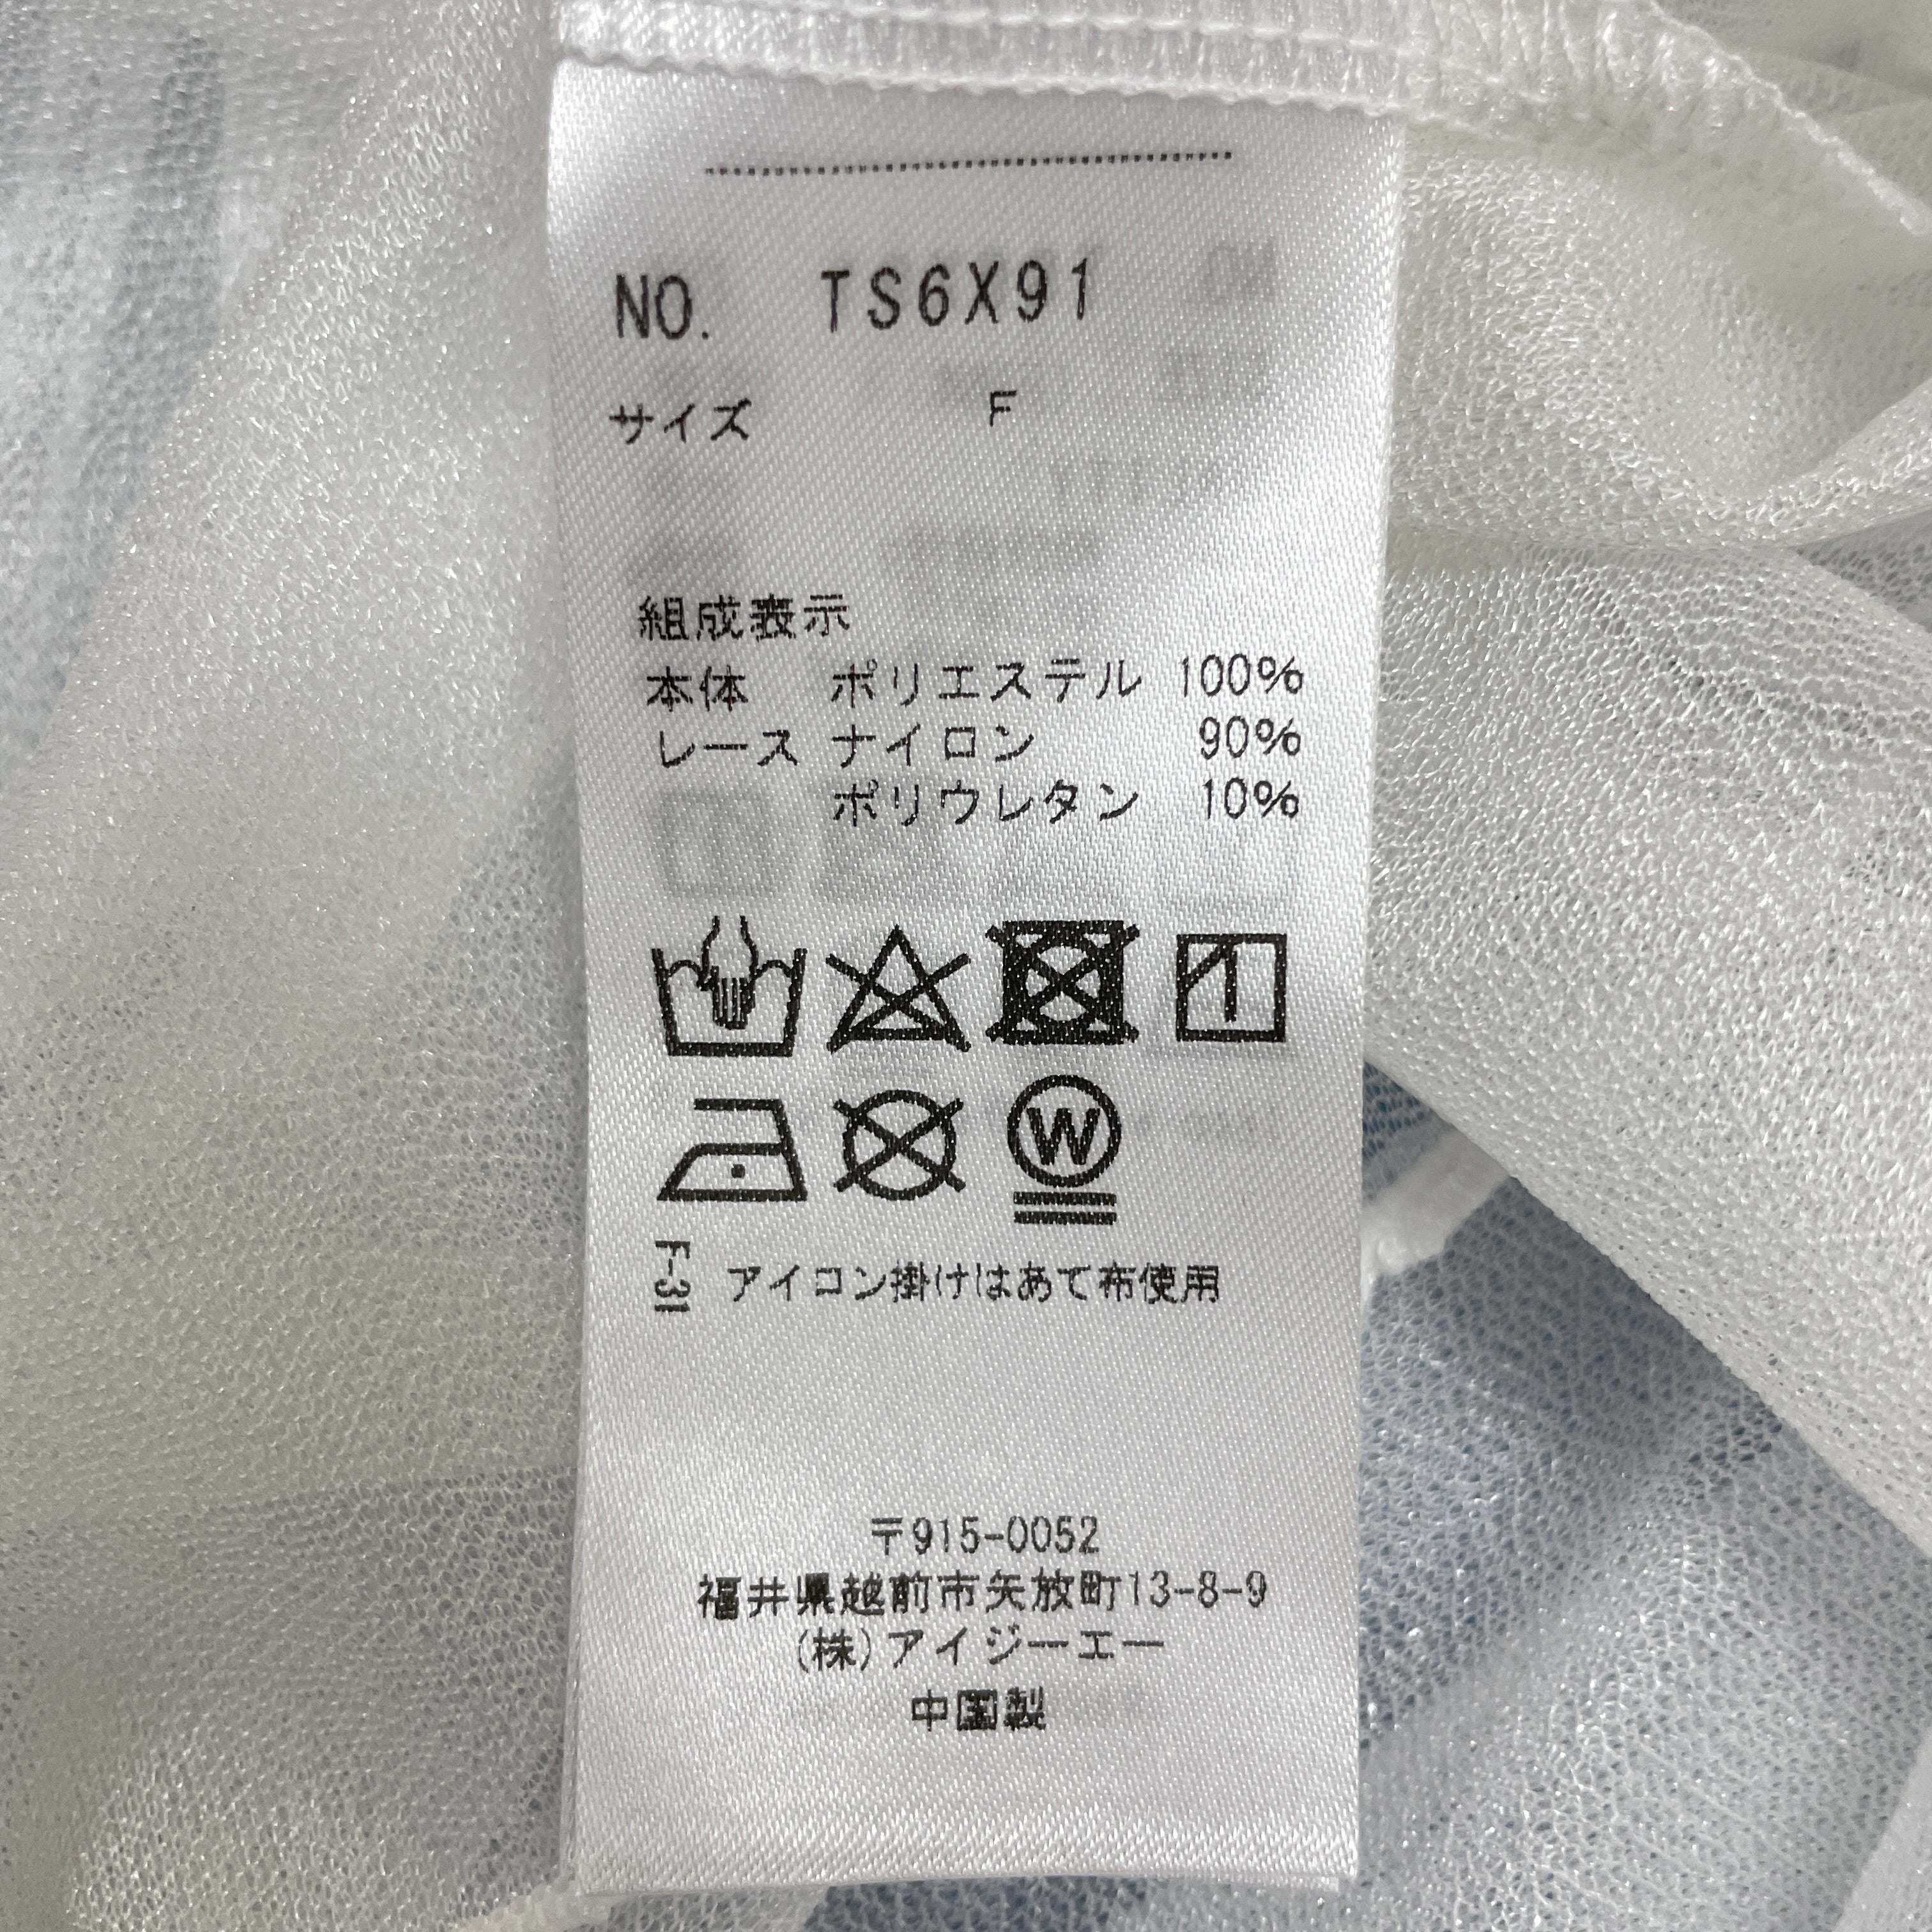 NO. TS6X91
サイズ F
組成表示
本体 ポリエステル 100%
レース ナイロン 90%
ポリウレタン 10%
W
F-31 アイロン掛けはあて布使用
〒915-0052
福井県越前市矢放町13-8-9
(株)アイジーエー
中国製